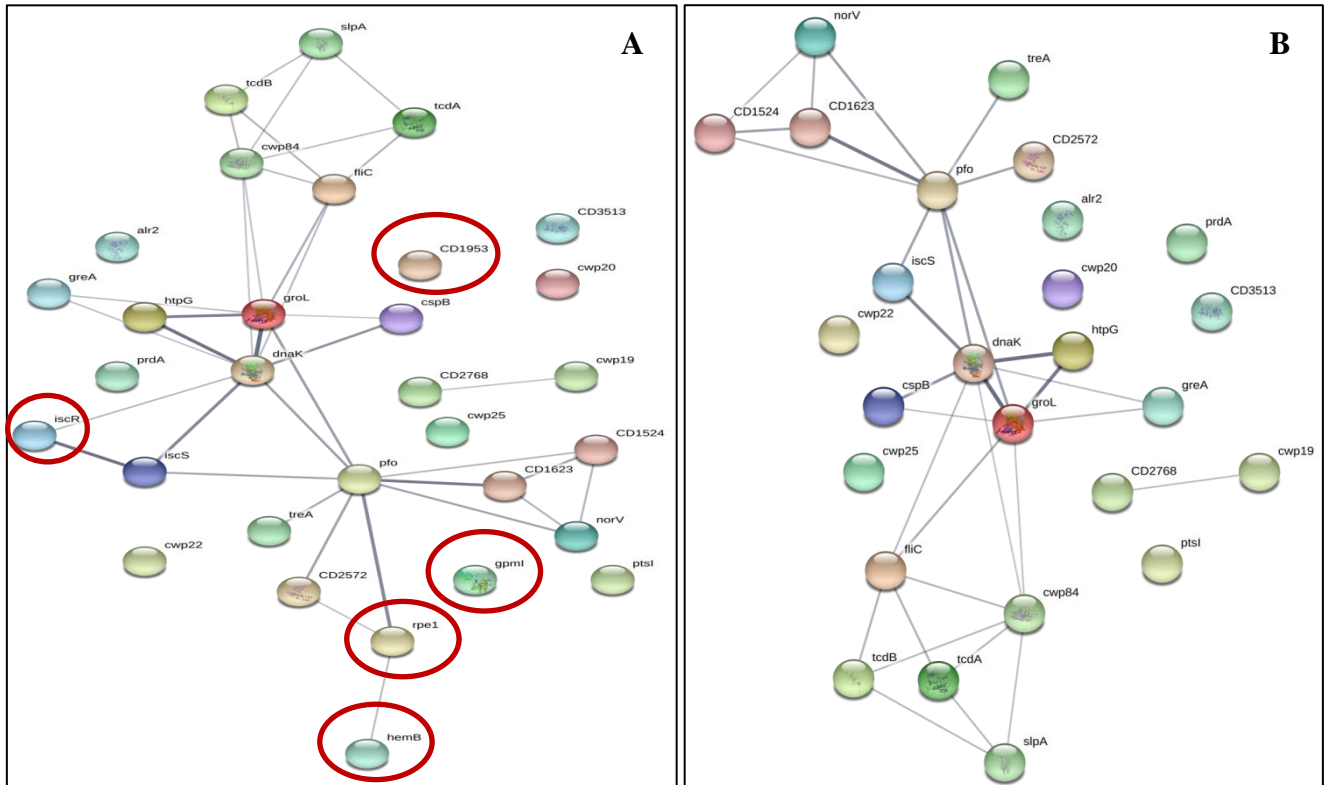 A
slpA
tcdB
tcdA
cwp84
fliC
CD3513
alr2
CD1953
cwp20
greA
htpG
groL
cspB
dnaK
prdA
cwp19
CD2768
iscR
cwp25
CD1524
iscS
pfo
CD1623
treA
norV
cwp22
gpmI
ptsI
CD2572
rpe1
hemB
B
norV
treA
CD1524
CD1623
CD2572
pfo
alr2
prdA
iscS
cwp20
CD3513
cwp22
dnaK
htpG
cspB
groL
greA
cwp25
CD2768
cwp19
fliC
ptsI
cwp84
tcdB
tcdA
slpA